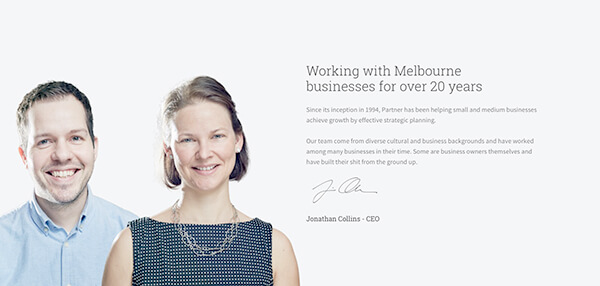 Working with Melbourne
businesses for over 20 years
Since its inception in 1994, Partner has been helping small and medium businesses
achieve growth by effective strategic planning.
Our team come from diverse cultural and business backgrounds and have worked
among many businesses in their time. Some are business owners themselves and
have built their shit from the ground up.
Jonathan Collins - CEO